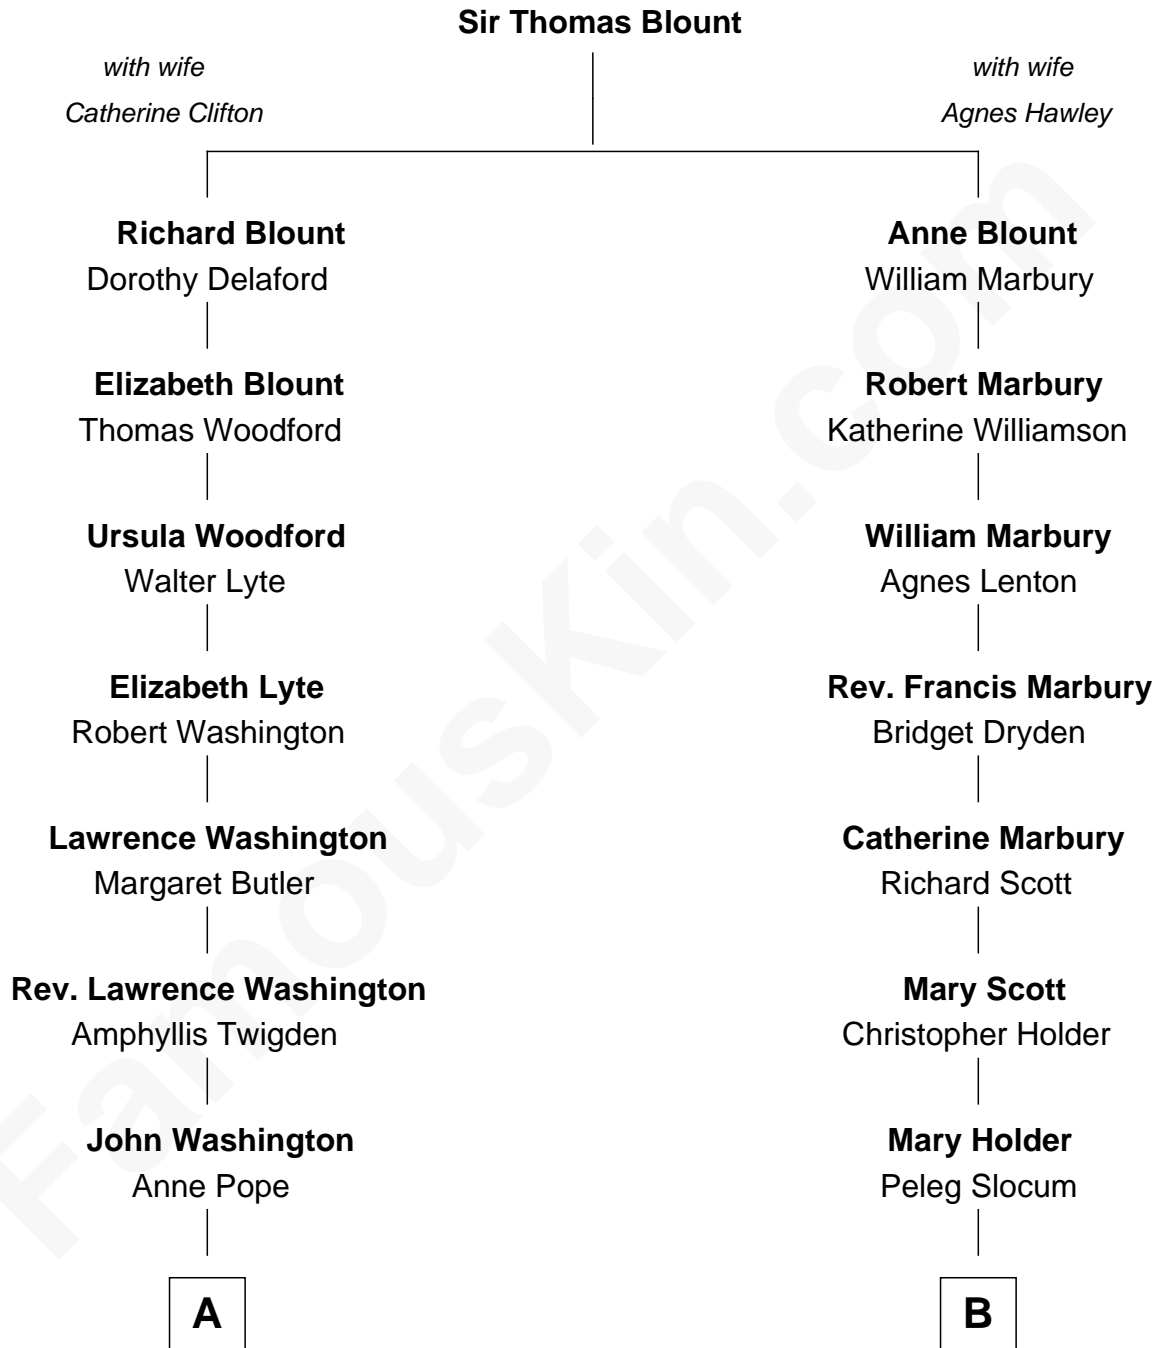 Sir Thomas Blount
with wife
Catherine Clifton
with wife
Agnes Hawley
Richard Blount
Dorothy Delaford
Anne Blount
William Marbury
Elizabeth Blount
Thomas Woodford
Robert Marbury
Katherine Williamson
Ursula Woodford
Walter Lyte
William Marbury
Agnes Lenton
Elizabeth Lyte
Robert Washington
Rev. Francis Marbury
Bridget Dryden
Lawrence Washington
Margaret Butler
Catherine Marbury
Richard Scott
Rev. Lawrence Washington
Amphyllis Twigden
Mary Scott
Christopher Holder
John Washington
Anne Pope
Mary Holder
Peleg Slocum
A
B
FamousKin.com